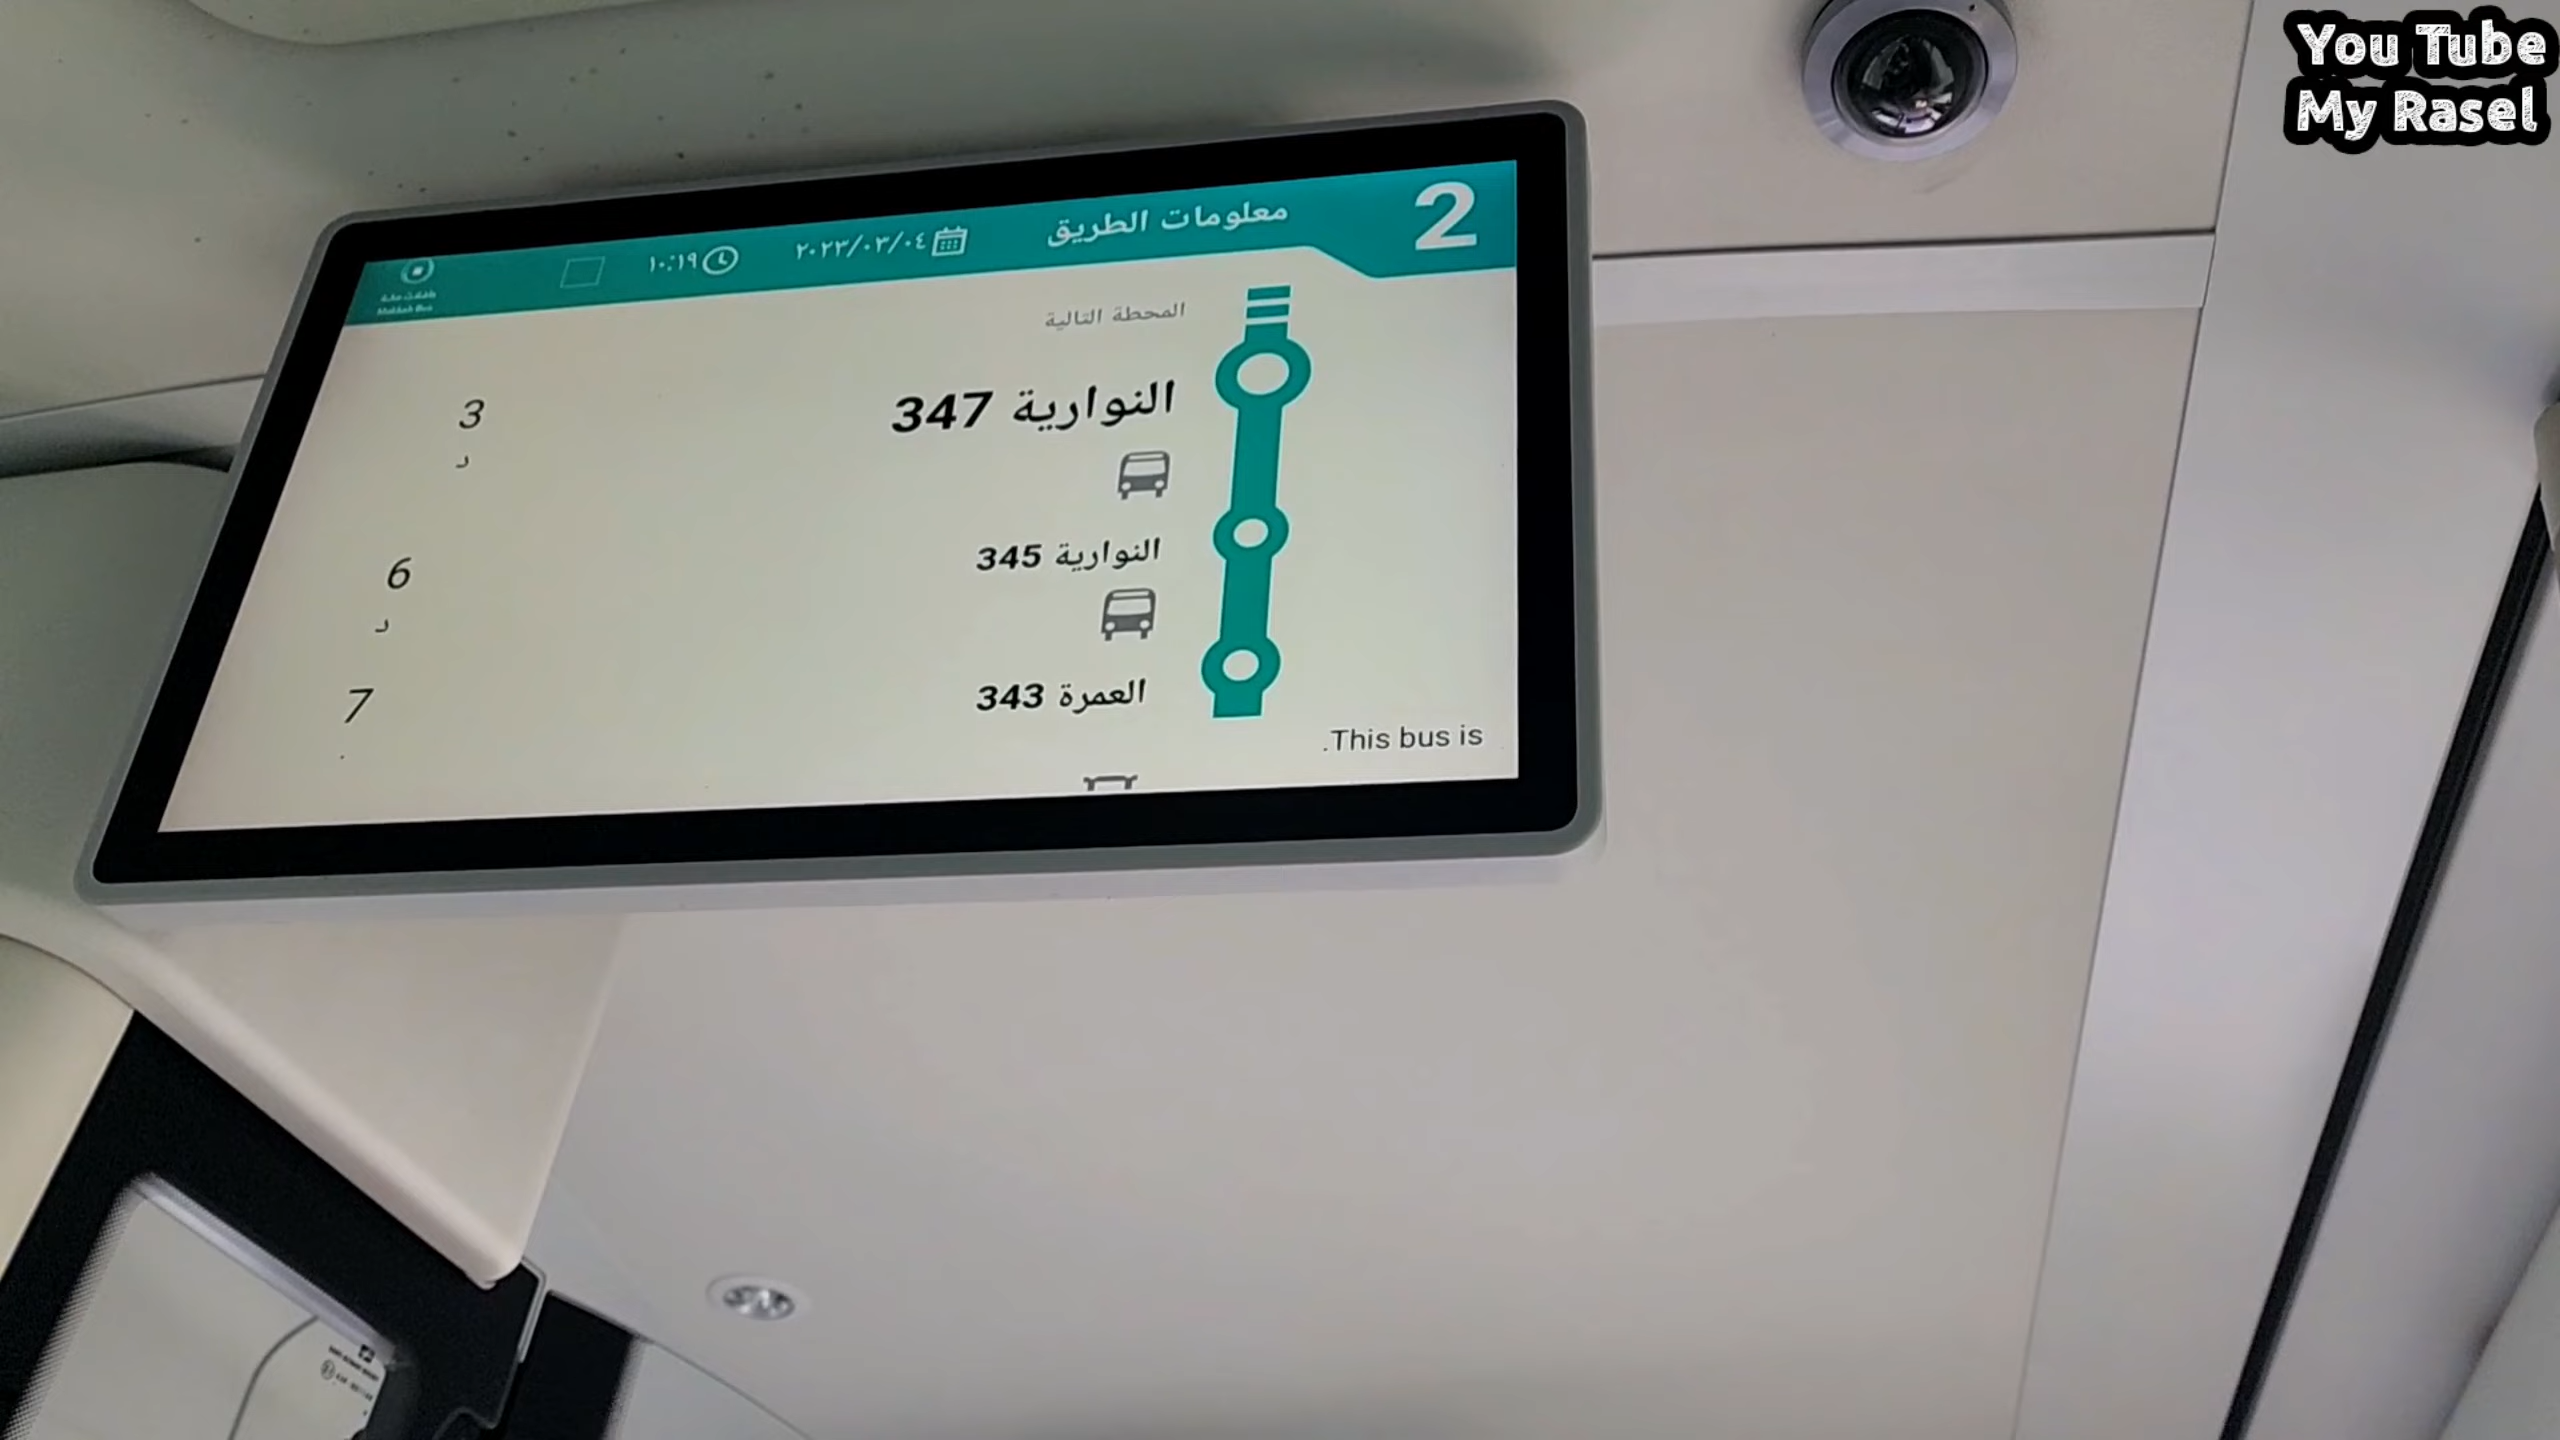 You Tube
My Rasel
2
معلومات الطريق
٢٠٢٣/٠٣/٠٤
١٠:١٩
المحطة التالية
النوارية 347
3
د
النوارية 345
6
د
العمرة 343
7
This bus is.